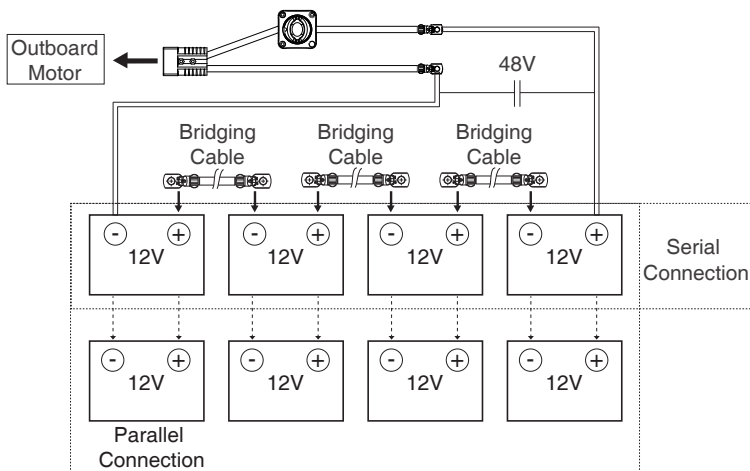 Outboard
Motor
48V
Bridging
Cable
Bridging
Cable
Bridging
Cable
- +
12V
- +
12V
- +
12V
- +
12V
Serial
Connection
- +
12V
- +
12V
- +
12V
- +
12V
Parallel
Connection